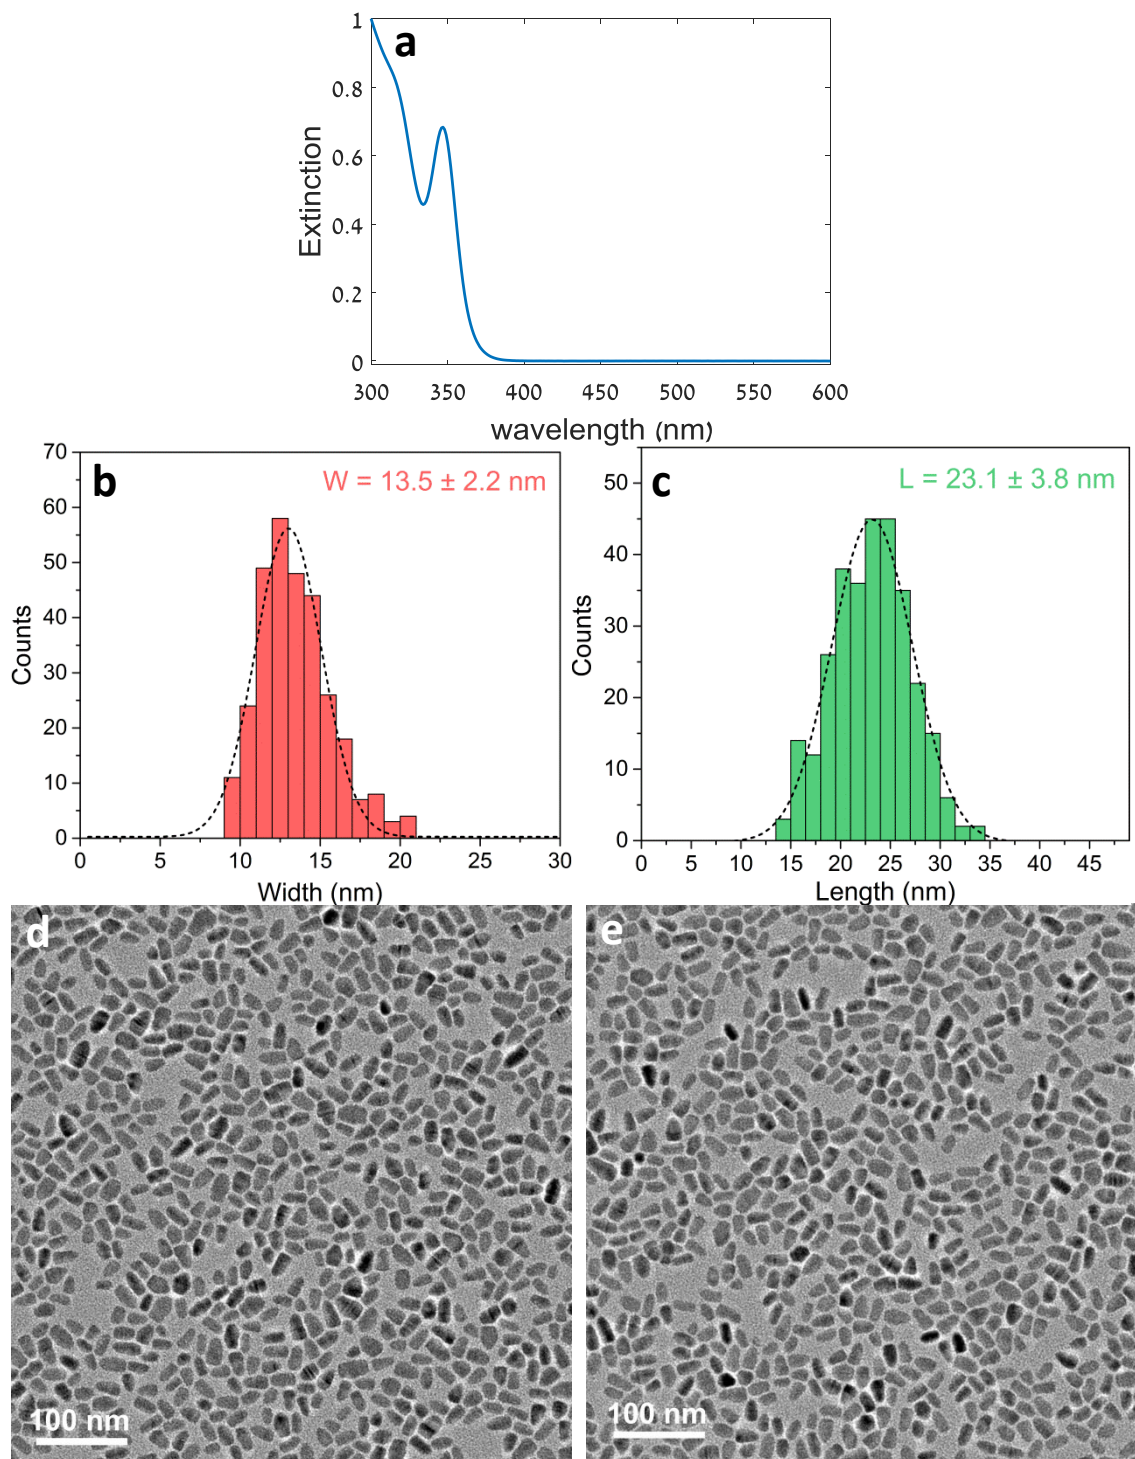 a
1
0.8
0.6
0.4
0.2
0
Extinction
300 350 400 450 500 550 600
wavelength (nm)
b
W = 13.5 ± 2.2 nm
70
60
50
40
30
20
10
0
Counts
0 5 10 15 20 25 30
Width (nm)
c
L = 23.1 ± 3.8 nm
50
40
30
20
10
0
Counts
0 5 10 15 20 25 30 35 40 45
Length (nm)
d
100 nm
e
100 nm